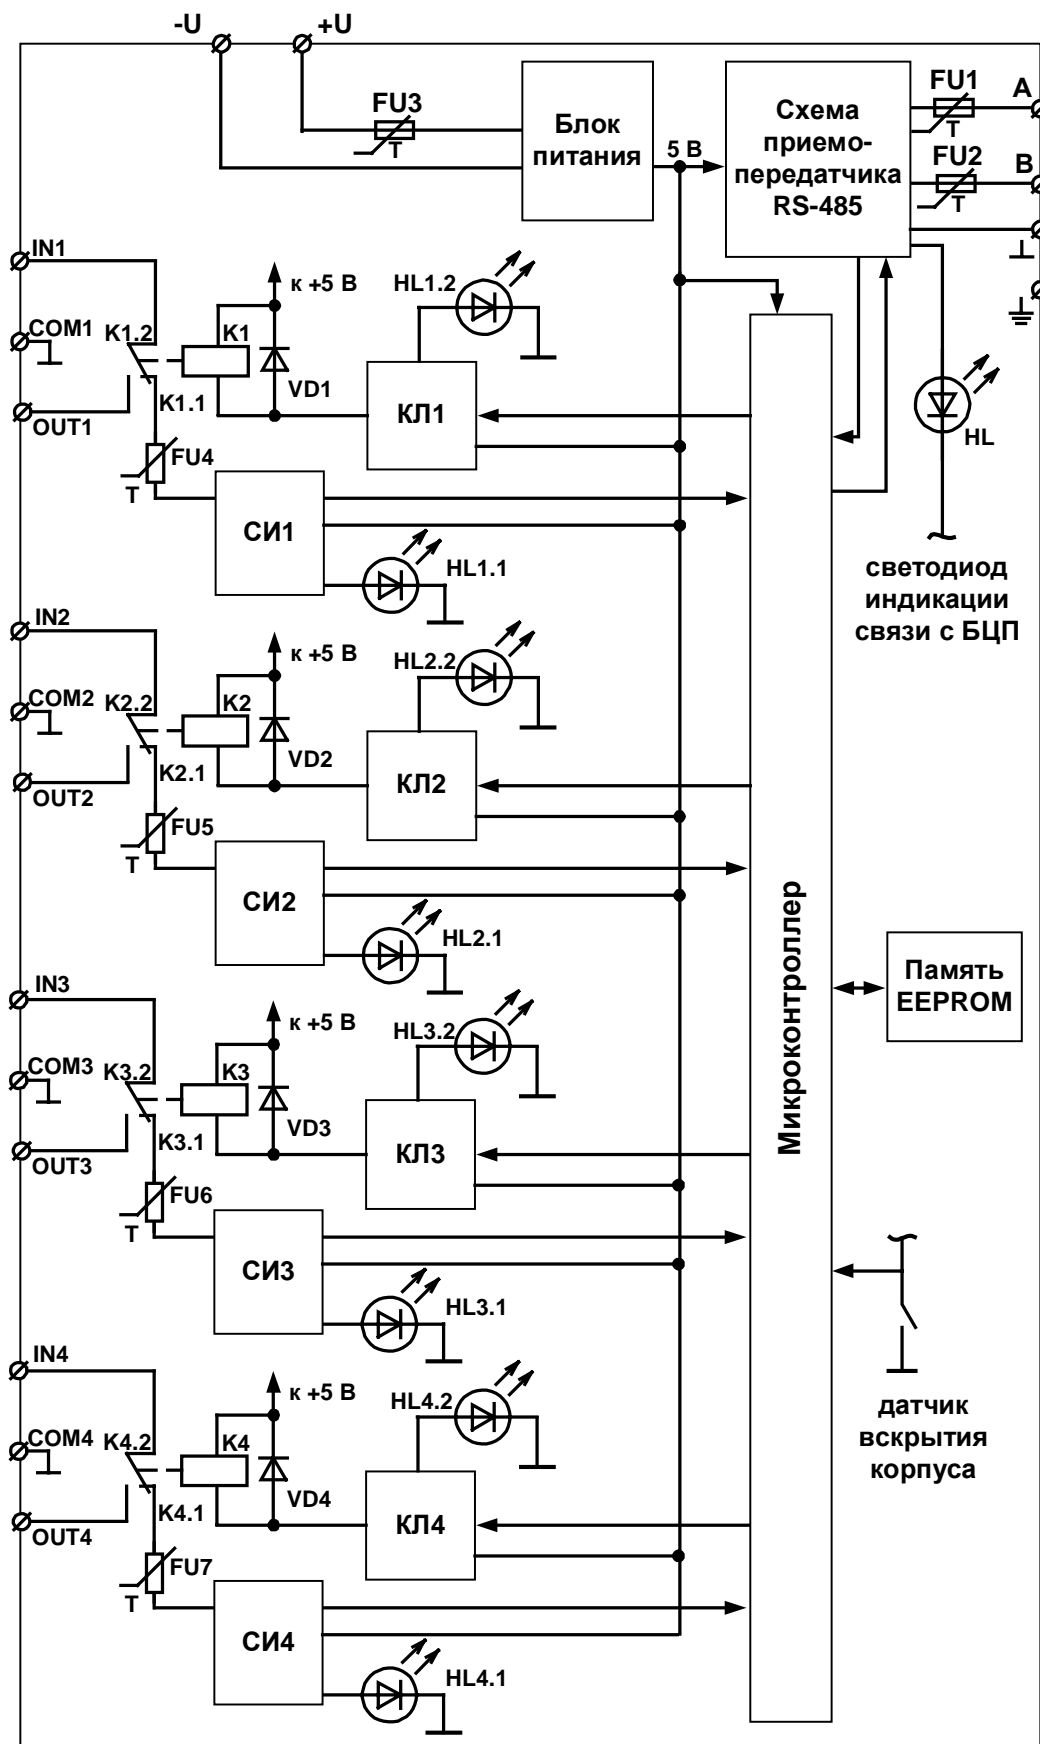 -U
+U
FU3
T
Блок
питания
5 В
Схема
приемо-
передатчика
RS-485
FU1
T
A
FU2
T
B
IN1
COM1
OUT1
K1.2
K1.1
K1
к +5 В
VD1
HL1.2
КЛ1
FU4
T
СИ1
HL1.1
HL
светодиод
индикации
связи с БЦП
IN2
COM2
OUT2
K2.2
K2.1
K2
к +5 В
VD2
HL2.2
КЛ2
FU5
T
СИ2
HL2.1
Микроконтроллер
Память
EEPROM
IN3
COM3
OUT3
K3.2
K3.1
K3
к +5 В
VD3
HL3.2
КЛ3
FU6
T
СИ3
HL3.1
датчик
вскрытия
корпуса
IN4
COM4
OUT4
K4.2
K4.1
K4
к +5 В
VD4
HL4.2
КЛ4
FU7
T
СИ4
HL4.1